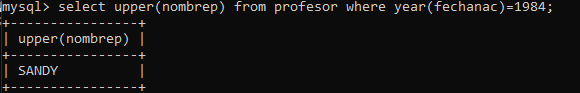 mysql> select upper(nombrep) from profesor where year(fechanac)=1984;
+----------------+
| upper(nombrep) |
+----------------+
| SANDY          |
+----------------+